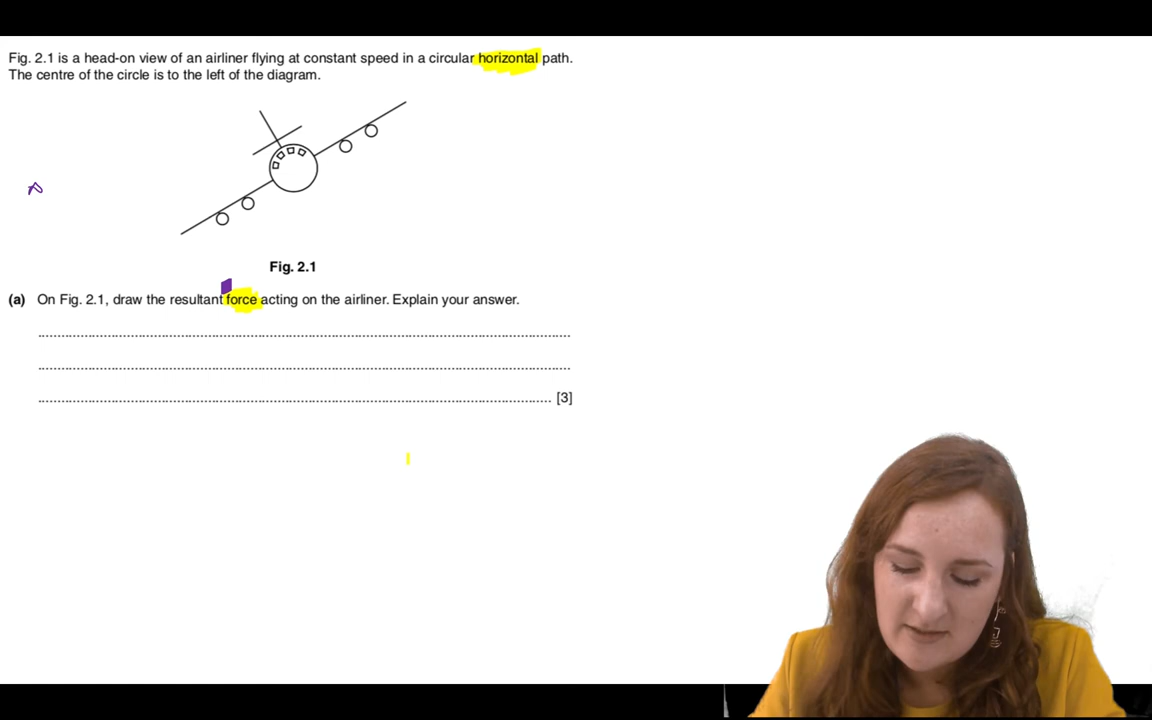 Fig. 2.1 is a head-on view of an airliner flying at constant speed in a circular horizontal path.
The centre of the circle is to the left of the diagram.
Fig. 2.1
(a) On Fig. 2.1, draw the resultant force acting on the airliner. Explain your answer.
[3]